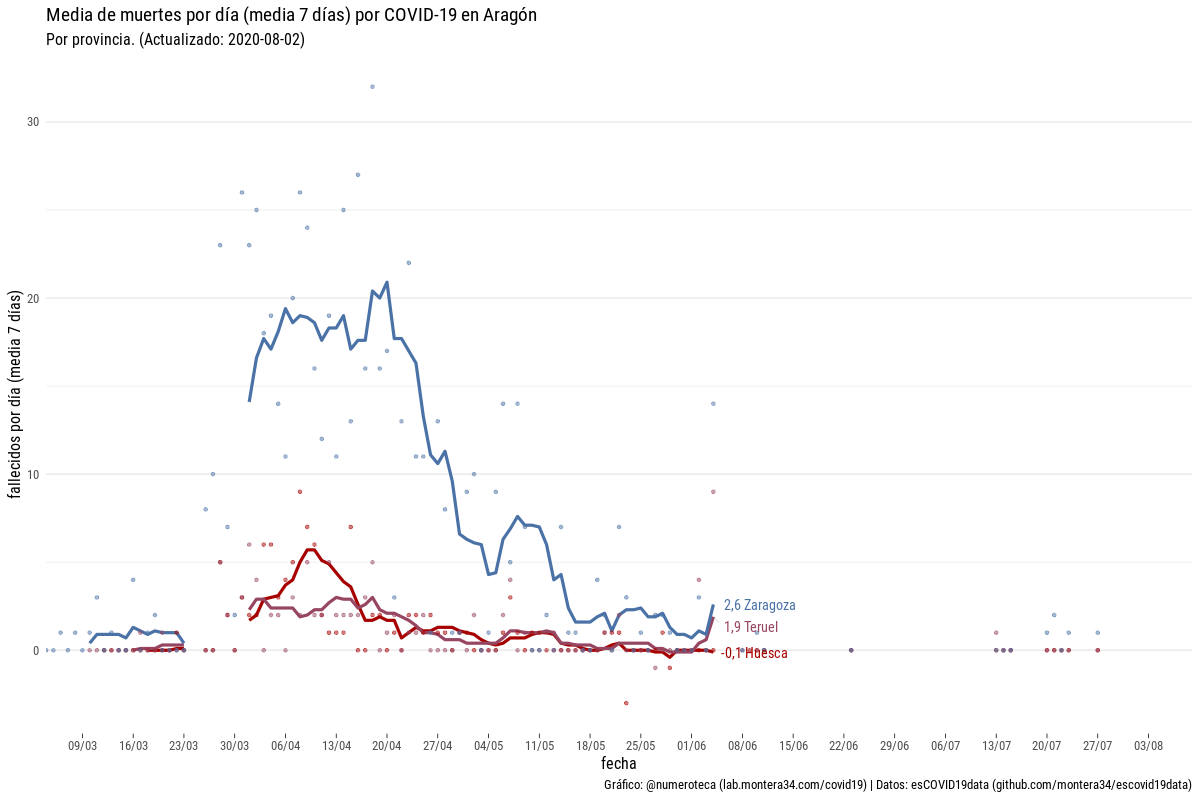 Media de muertes por día (media 7 días) por COVID-19 en Aragón
Por provincia. (Actualizado: 2020-08-02)
fallecidos por día (media 7 días)
30
20
10
0
2,6 Zaragoza
1,9 Teruel
-0,1 Huesca
09/03 16/03 23/03 30/03 06/04 13/04 20/04 27/04 04/05 11/05 18/05 25/05 01/06 08/06 15/06 22/06 29/06 06/07 13/07 20/07 27/07 03/08
fecha
Gráfico: @numeroteca (lab.montera34.com/covid19) | Datos: esCOVID19data (github.com/montera34/escovid19data)